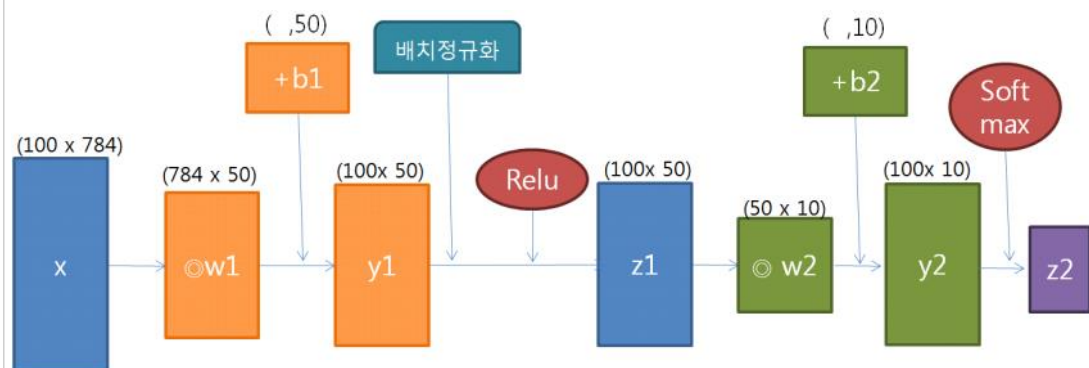 ( ,50)
배치정규화
( ,10)
+b1
+b2
Soft
max
(100 x 784)
(784 x 50)
(100x 50)
Relu
(100x 50)
(50 x 10)
(100x 10)
x
◎w1
y1
z1
◎ w2
y2
z2